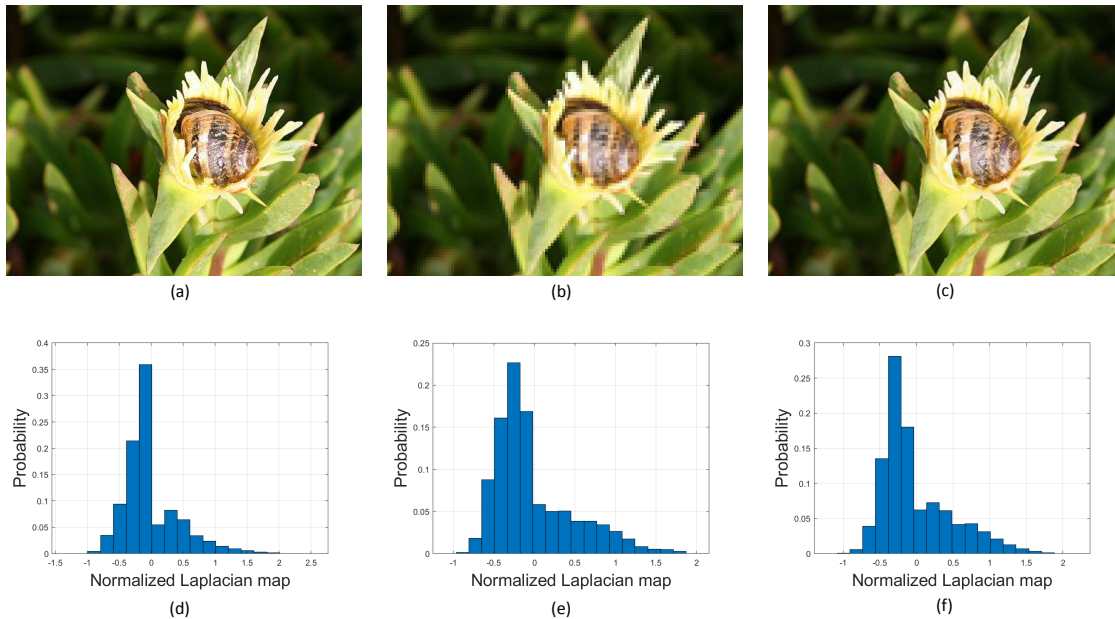 (a)
(b)
(c)
0.4
0.35
0.3
0.25
0.2
0.15
0.1
0.05
0
-1.5 -1 -0.5 0 0.5 1 1.5 2 2.5
Probability
Normalized Laplacian map
(d)
0.25
0.2
0.15
0.1
0.05
0
-1 -0.5 0 0.5 1 1.5 2
Probability
Normalized Laplacian map
(e)
0.3
0.25
0.2
0.15
0.1
0.05
0
-1 -0.5 0 0.5 1 1.5 2
Probability
Normalized Laplacian map
(f)